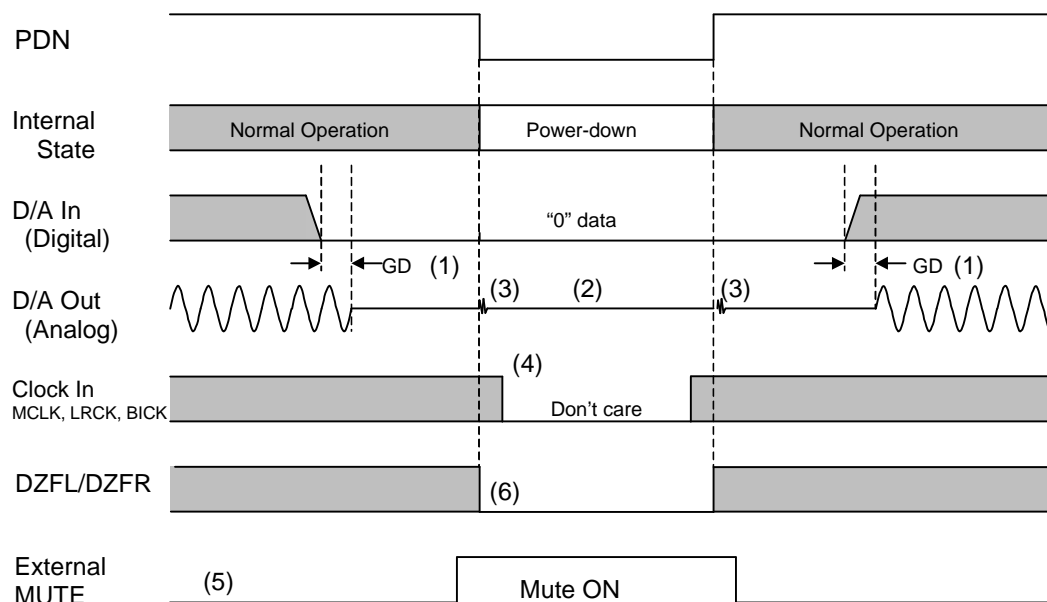 PDN
Internal
State
Normal Operation
Power-down
Normal Operation
D/A In
(Digital)
“0” data
GD (1)
GD (1)
D/A Out
(Analog)
(3)
(2)
(3)
Clock In
MCLK, LRCK, BICK
(4)
Don’t care
DZFL/DZFR
(6)
External
MUTE
(5)
Mute ON